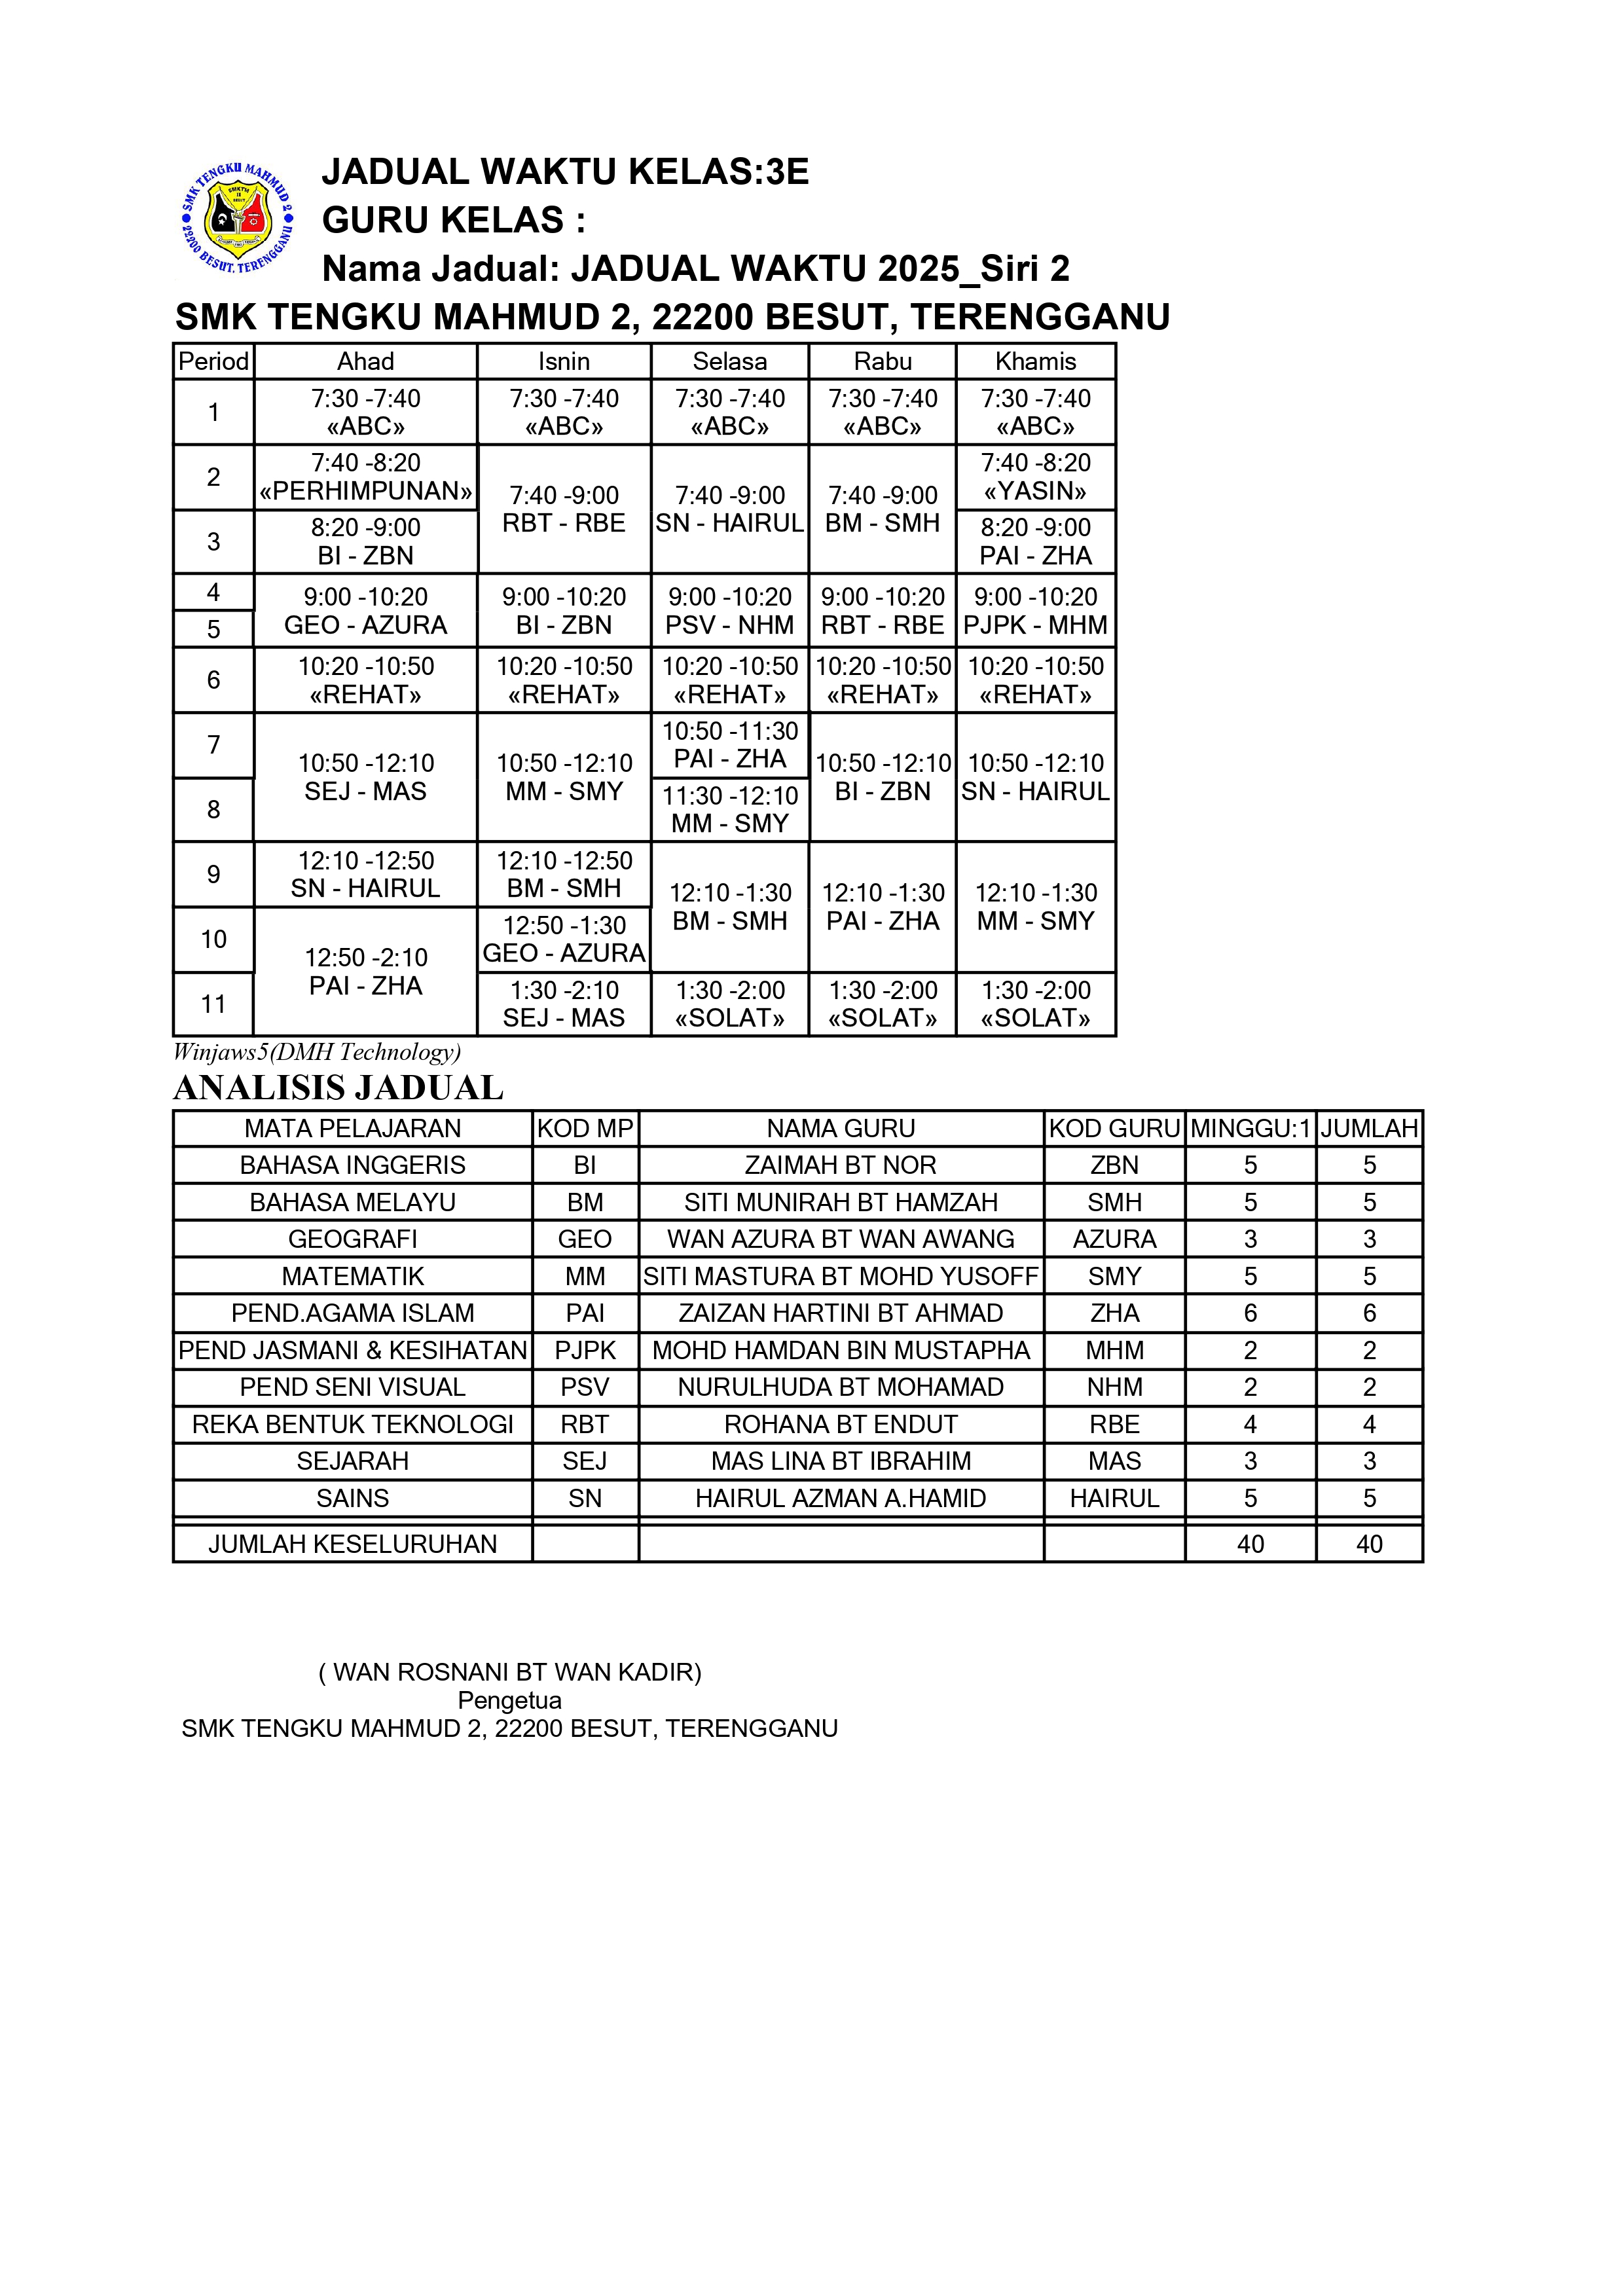 SMK TENGKU MAHMUD 2
22200 BESUT, TERENGGANU
JADUAL WAKTU KELAS:3E
GURU KELAS :
Nama Jadual: JADUAL WAKTU 2025_Siri 2
SMK TENGKU MAHMUD 2, 22200 BESUT, TERENGGANU
Period Ahad Isnin Selasa Rabu Khamis
1
7:30 -7:40 7:30 -7:40 7:30 -7:40 7:30 -7:40 7:30 -7:40
«ABC» «ABC» «ABC» «ABC» «ABC»
2
7:40 -8:20
«PERHIMPUNAN»
7:40 -9:00
RBT - RBE
7:40 -9:00
SN - HAIRUL
7:40 -9:00
BM - SMH
7:40 -8:20
«YASIN»
3
8:20 -9:00
BI - ZBN
8:20 -9:00
PAI - ZHA
4
5
9:00 -10:20 9:00 -10:20 9:00 -10:20 9:00 -10:20 9:00 -10:20
GEO - AZURA BI - ZBN PSV - NHM RBT - RBE PJPK - MHM
6
10:20 -10:50 10:20 -10:50 10:20 -10:50 10:20 -10:50 10:20 -10:50
«REHAT» «REHAT» «REHAT» «REHAT» «REHAT»
7
10:50 -12:10
SEJ - MAS
10:50 -12:10
MM - SMY
10:50 -11:30
PAI - ZHA
10:50 -12:10
BI - ZBN
10:50 -12:10
SN - HAIRUL
8
11:30 -12:10
MM - SMY
9
12:10 -12:50
SN - HAIRUL
12:10 -12:50
BM - SMH
12:10 -1:30
BM - SMH
12:10 -1:30
PAI - ZHA
12:10 -1:30
MM - SMY
10
12:50 -2:10
PAI - ZHA
12:50 -1:30
GEO - AZURA
11
1:30 -2:10
SEJ - MAS
1:30 -2:00
«SOLAT»
1:30 -2:00
«SOLAT»
1:30 -2:00
«SOLAT»
Winjaws5(DMH Technology)
ANALISIS JADUAL
MATA PELAJARAN KOD MP NAMA GURU KOD GURU MINGGU:1 JUMLAH
BAHASA INGGERIS BI ZAIMAH BT NOR ZBN 5 5
BAHASA MELAYU BM SITI MUNIRAH BT HAMZAH SMH 5 5
GEOGRAFI GEO WAN AZURA BT WAN AWANG AZURA 3 3
MATEMATIK MM SITI MASTURA BT MOHD YUSOFF SMY 5 5
PEND.AGAMA ISLAM PAI ZAIZAN HARTINI BT AHMAD ZHA 6 6
PEND JASMANI & KESIHATAN PJPK MOHD HAMDAN BIN MUSTAPHA MHM 2 2
PEND SENI VISUAL PSV NURULHUDA BT MOHAMAD NHM 2 2
REKA BENTUK TEKNOLOGI RBT ROHANA BT ENDUT RBE 4 4
SEJARAH SEJ MAS LINA BT IBRAHIM MAS 3 3
SAINS SN HAIRUL AZMAN A.HAMID HAIRUL 5 5
JUMLAH KESELURUHAN 40 40
( WAN ROSNANI BT WAN KADIR)
Pengetua
SMK TENGKU MAHMUD 2, 22200 BESUT, TERENGGANU